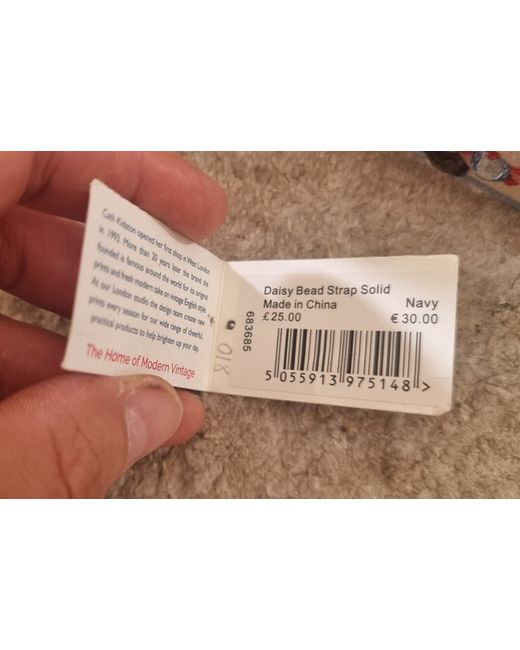 Cath Kidston opened her first shop in West London
in 1993. More than 20 years later the brand she
founded is famous around the world for its original
prints and fresh modern take on vintage English style.
At our London studio the design team create new
prints every season for our wide range of cheerful,
practical products to help brighten up your day.
The Home of Modern Vintage
683685
018
Daisy Bead Strap Solid
Made in China Navy
£25.00 €30.00
5 055913 975148 >